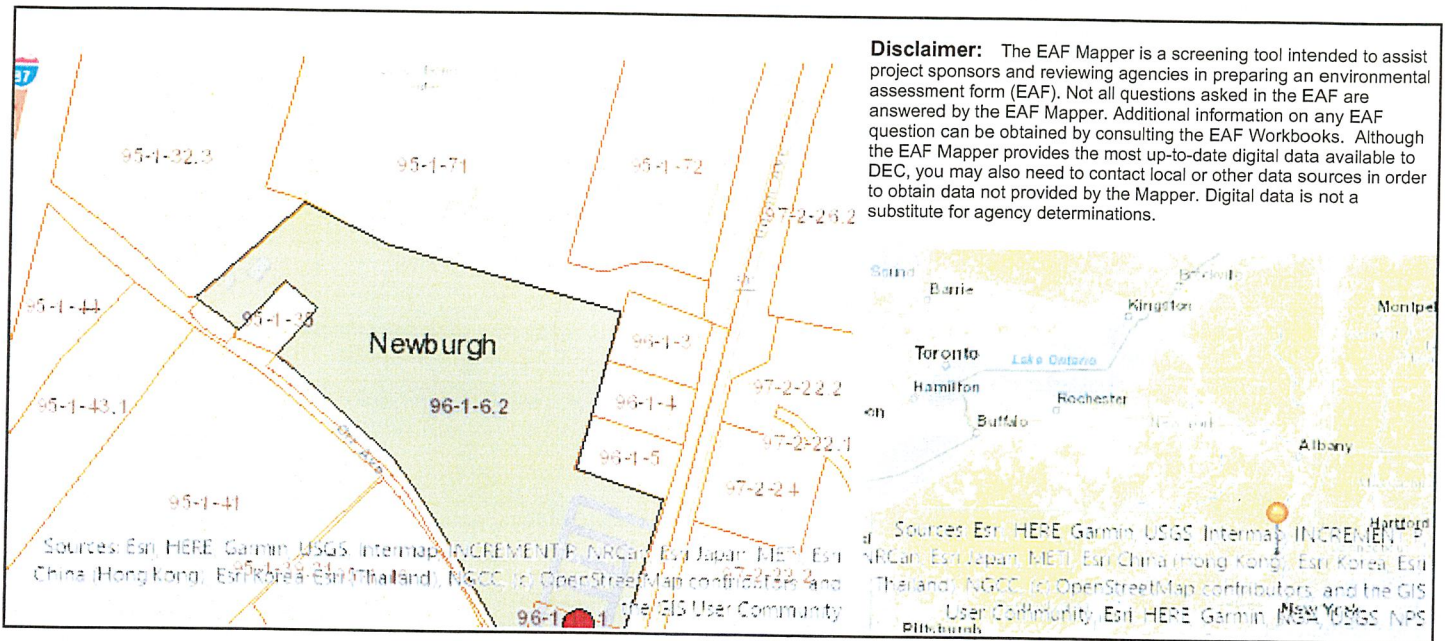 Disclaimer: The EAF Mapper is a screening tool intended to assist
project sponsors and reviewing agencies in preparing an environmental
assessment form (EAF). Not all questions asked in the EAF are
answered by the EAF Mapper. Additional information on any EAF
question can be obtained by consulting the EAF Workbooks. Although
the EAF Mapper provides the most up-to-date digital data available to
DEC, you may also need to contact local or other data sources in order
to obtain data not provided by the Mapper. Digital data is not a
substitute for agency determinations.
95-1-32.3
95-1-71
95-1-72
97-2-26.2
95-1-44
Newburgh
96-1-3
96-1-4
97-2-22.2
95-1-43.1
96-1-6.2
97-2-22.1
96-1-5
97-2-24
95-1-41
Sources: Esri, HERE, Garmin, USGS, Intermap, INCREMENT P, NRCan, Esri Japan, METI, Esri
China (Hong Kong), Esri Korea, Esri (Thailand), NGCC, (c) OpenStreetMap contributors, and
the GIS User Community
Sound
Barrie
Kingston
Montpel
Toronto
Lake Ontario
Hamilton
Rochester
Buffalo
Albany
Hartford
Sources: Esri, HERE, Garmin, USGS, Intermap, INCREMENT P,
NRCan, Esri Japan, METI, Esri China (Hong Kong), Esri Korea, Esri
(Thailand), NGCC, (c) OpenStreetMap contributors, and the GIS
User Community, Esri, HERE, Garmin, NGA, USGS, NPS
New York
Pittsburgh